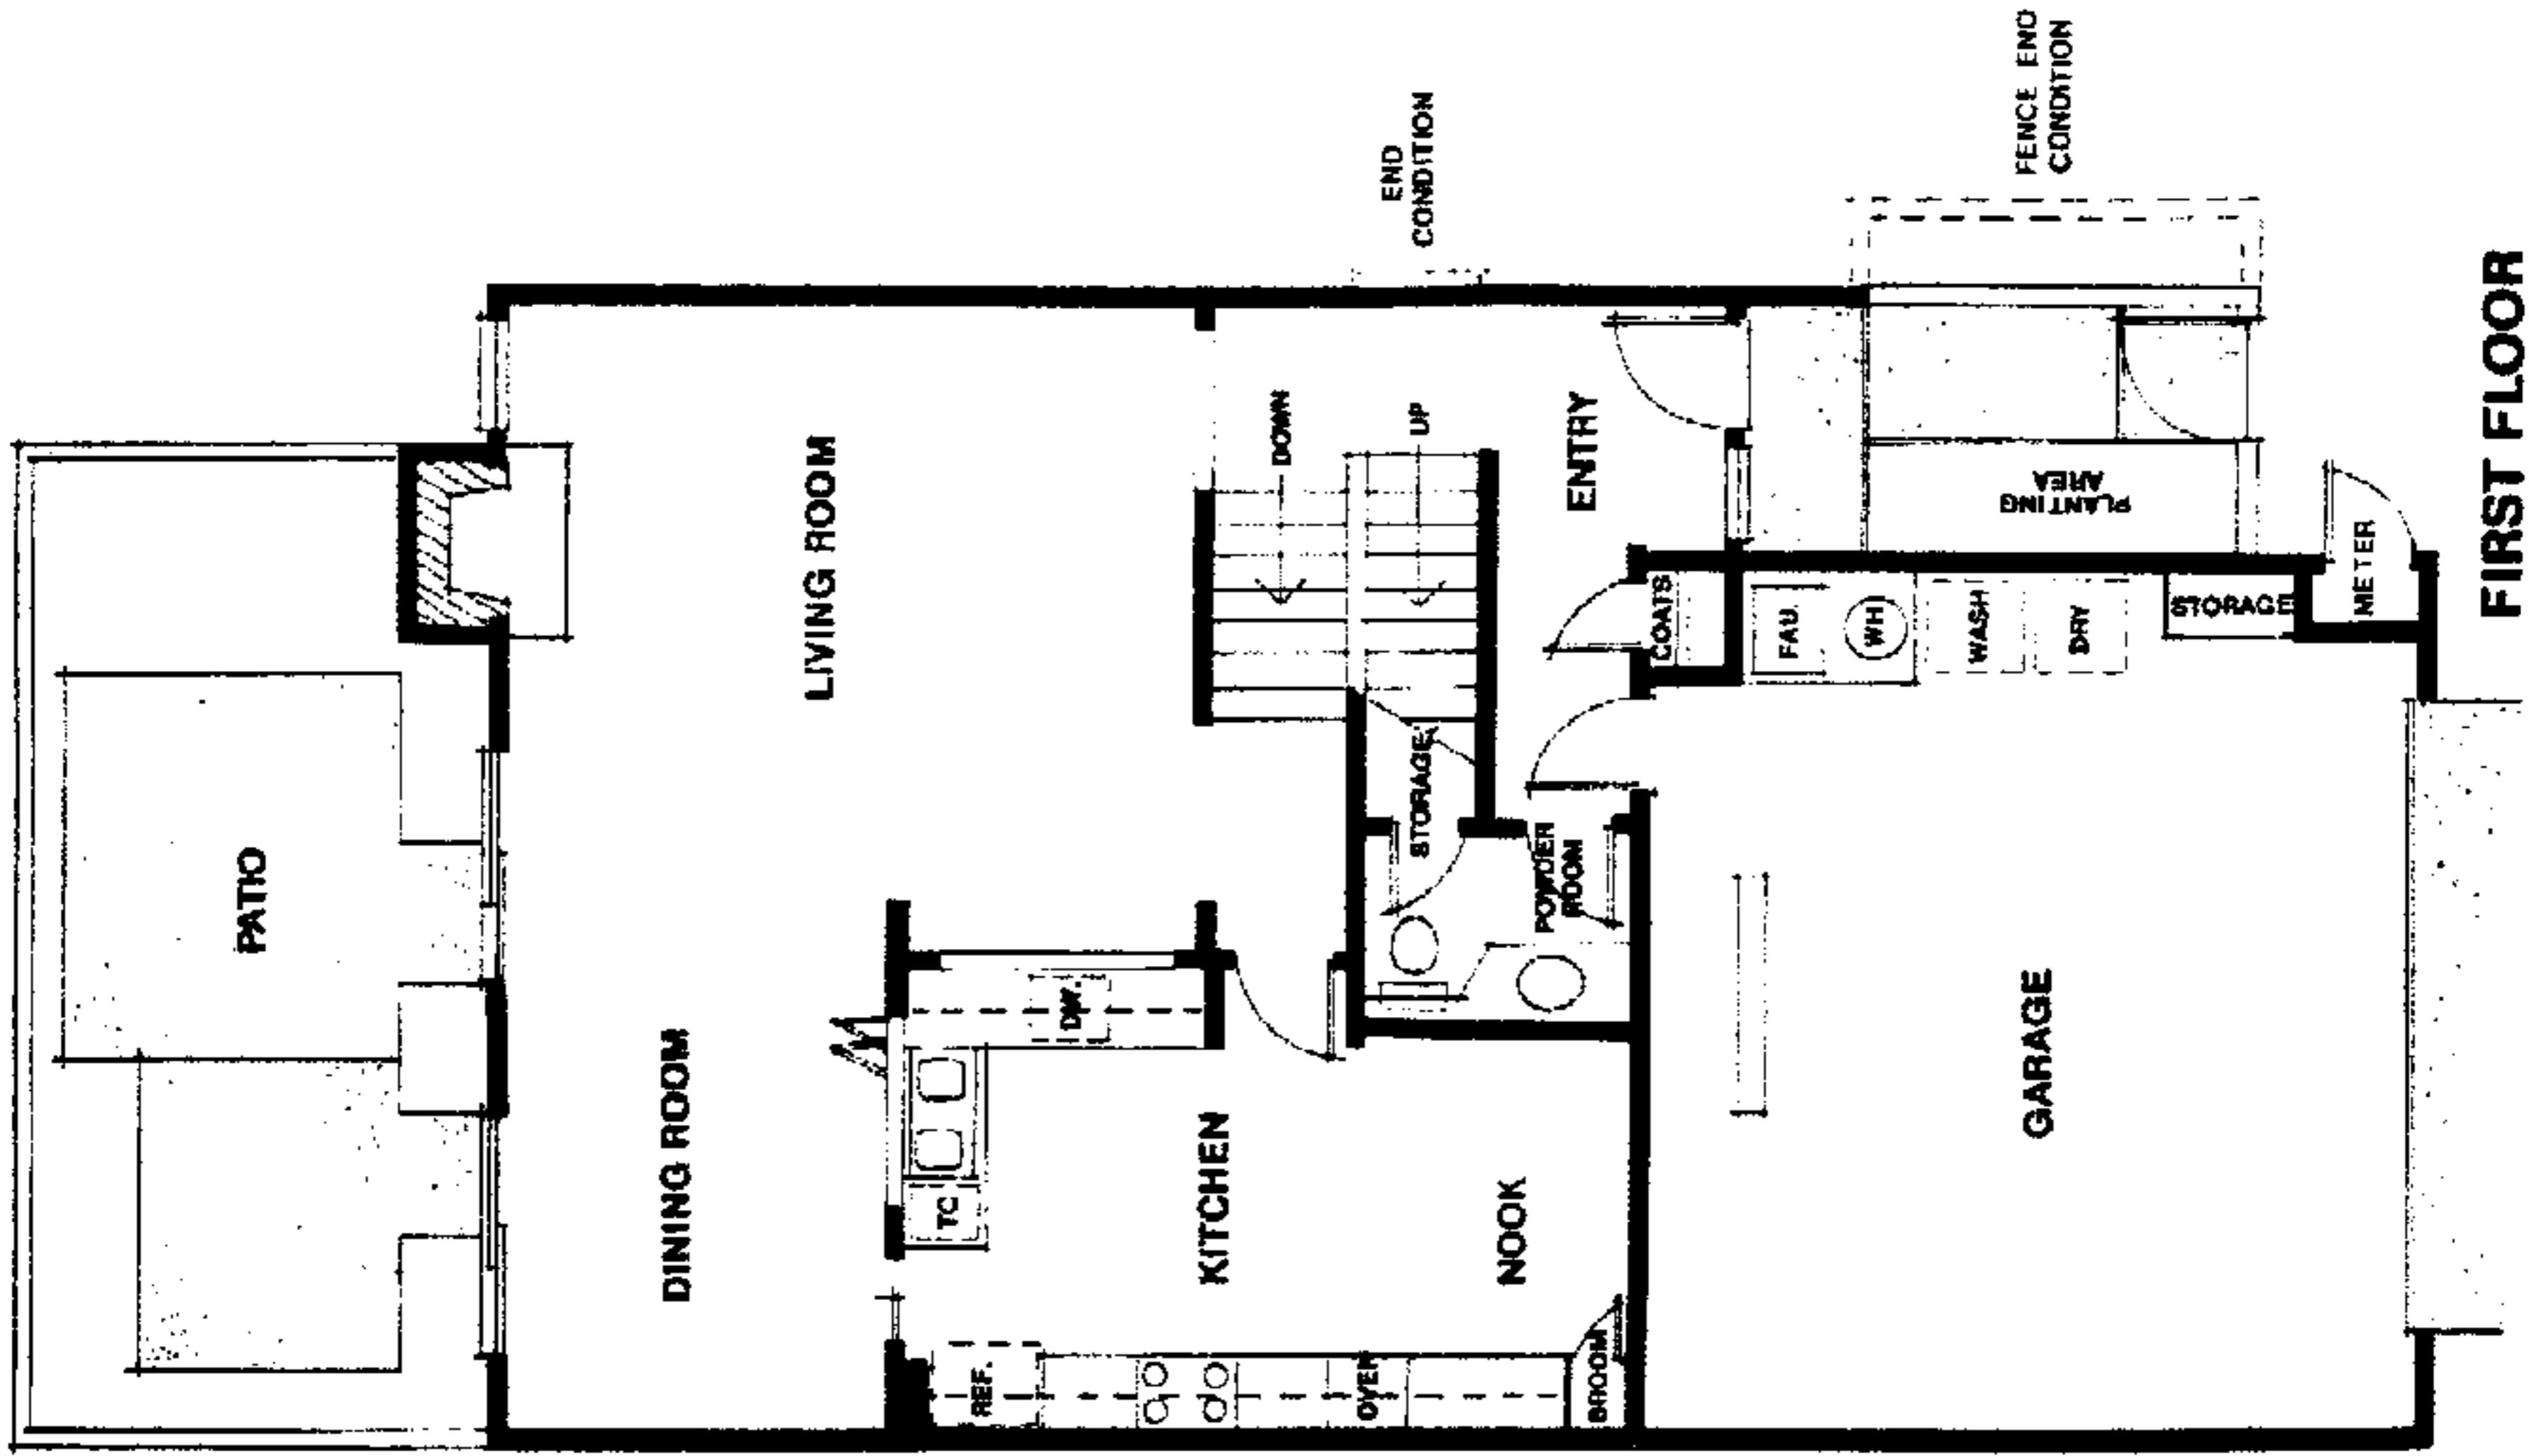 PATIO
LIVING ROOM
DINING ROOM
DOWN
UP
END
CONDITION
FENCE END
CONDITION
ENTRY
PLANTING
AREA
METER
COATS
FAU.
WH
WASH
DRY
STORAGE
STORAGE
POWDER
ROOM
DW.
TC
KITCHEN
NOOK
REF.
OVEN
BROOM
GARAGE
FIRST FLOOR